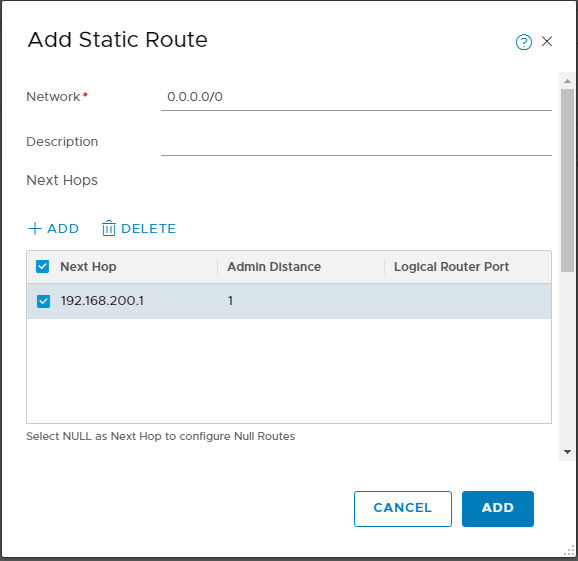 Add Static Route
Network* 0.0.0.0/0
Description
Next Hops
+ ADD DELETE
Next Hop Admin Distance Logical Router Port
192.168.200.1 1
Select NULL as Next Hop to configure Null Routes
CANCEL ADD